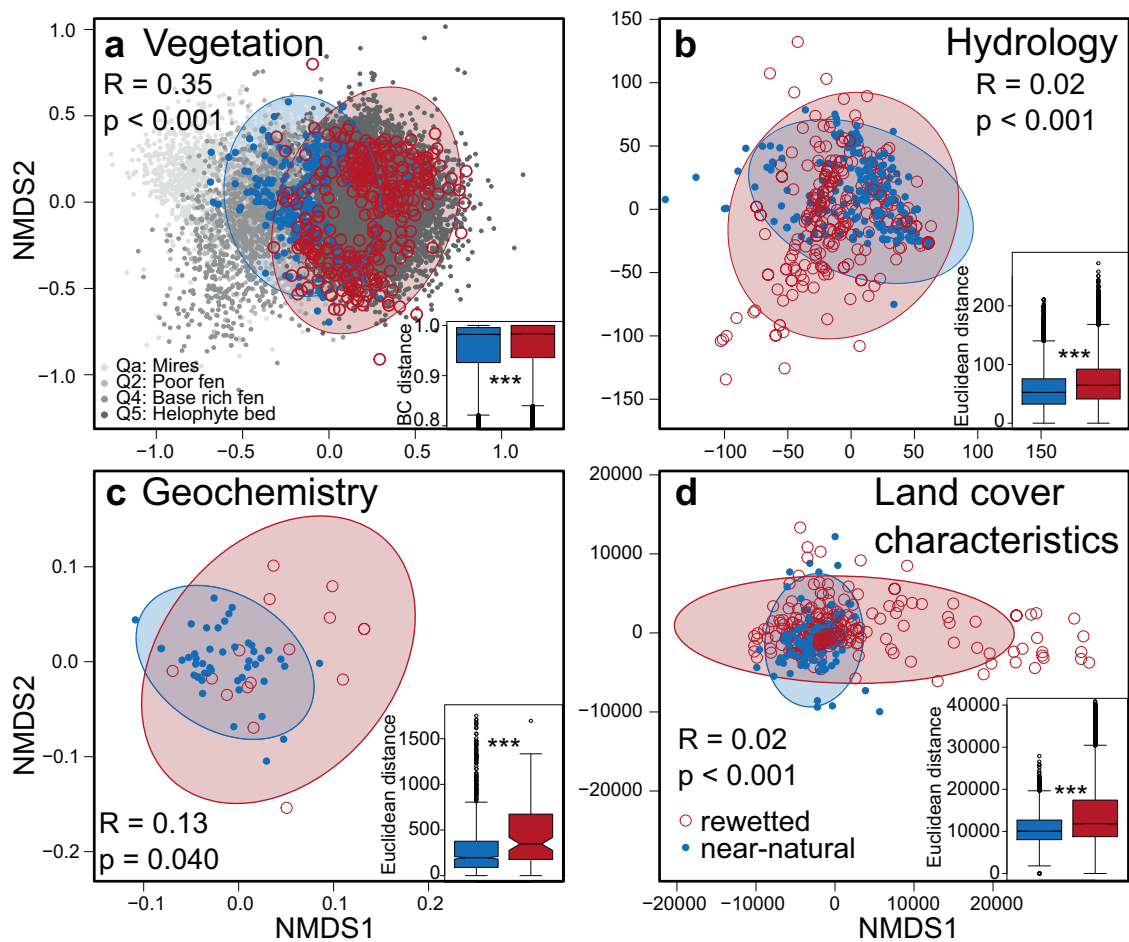 a Vegetation
R = 0.35
p < 0.001
NMDS2
1.0
0.5
0.0
−0.5
−1.0
−1.0 −0.5 0.0 0.5 1.0
Qa: Mires
Q2: Poor fen
Q4: Base rich fen
Q5: Helophyte bed
BC distance
1.0
0.9
0.8
***
b Hydrology
R = 0.02
p < 0.001
150
100
50
0
−50
−100
−150
−100 −50 0 50 100 150
Euclidean distance
200
100
0
***
c Geochemistry
R = 0.13
p = 0.040
NMDS2
0.1
0.0
−0.1
−0.2
−0.1 0.0 0.1 0.2
NMDS1
Euclidean distance
1500
1000
500
0
***
d Land cover
characteristics
R = 0.02
p < 0.001
rewetted
near-natural
20000
10000
0
−10000
−20000
−20000 −10000 0 10000 20000
NMDS1
Euclidean distance
40000
30000
20000
10000
0
***